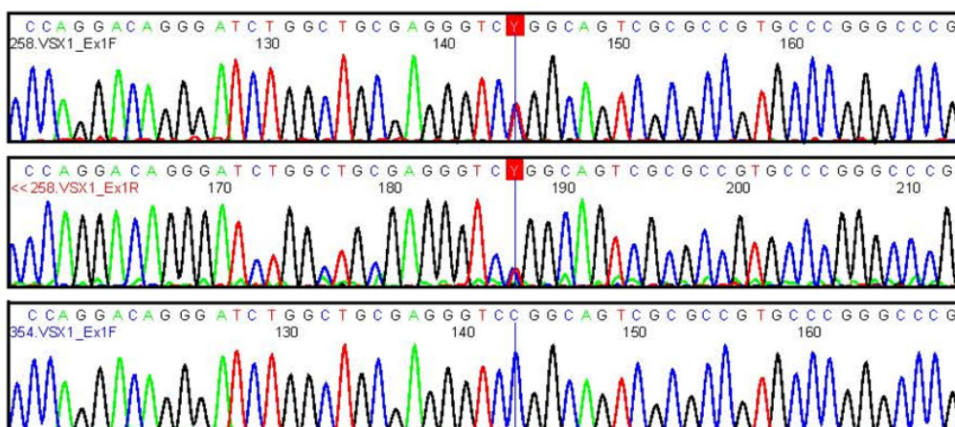 C C A G G A C A G G G A T C T G G C T G C G A G G G T C Y G G C A G T C G C G C C G T G C C C G G G C C C G
258.VSX1_Ex1F 130 140 150 160
C C A G G A C A G G G A T C T G G C T G C G A G G G T C Y G G C A G T C G C G C C G T G C C C G G G C C C G
<<258.VSX1_Ex1R 170 180 190 200 210
C C A G G A C A G G G A T C T G G C T G C G A G G G T C C G G C A G T C G C G C C G T G C C C G G G C C C G
354.VSX1_Ex1F 130 140 150 160